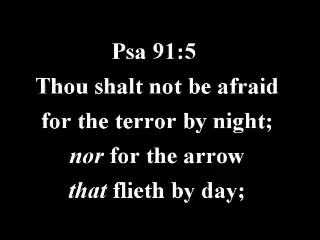 Psa 91:5
Thou shalt not be afraid
for the terror by night;
nor for the arrow
that flieth by day;